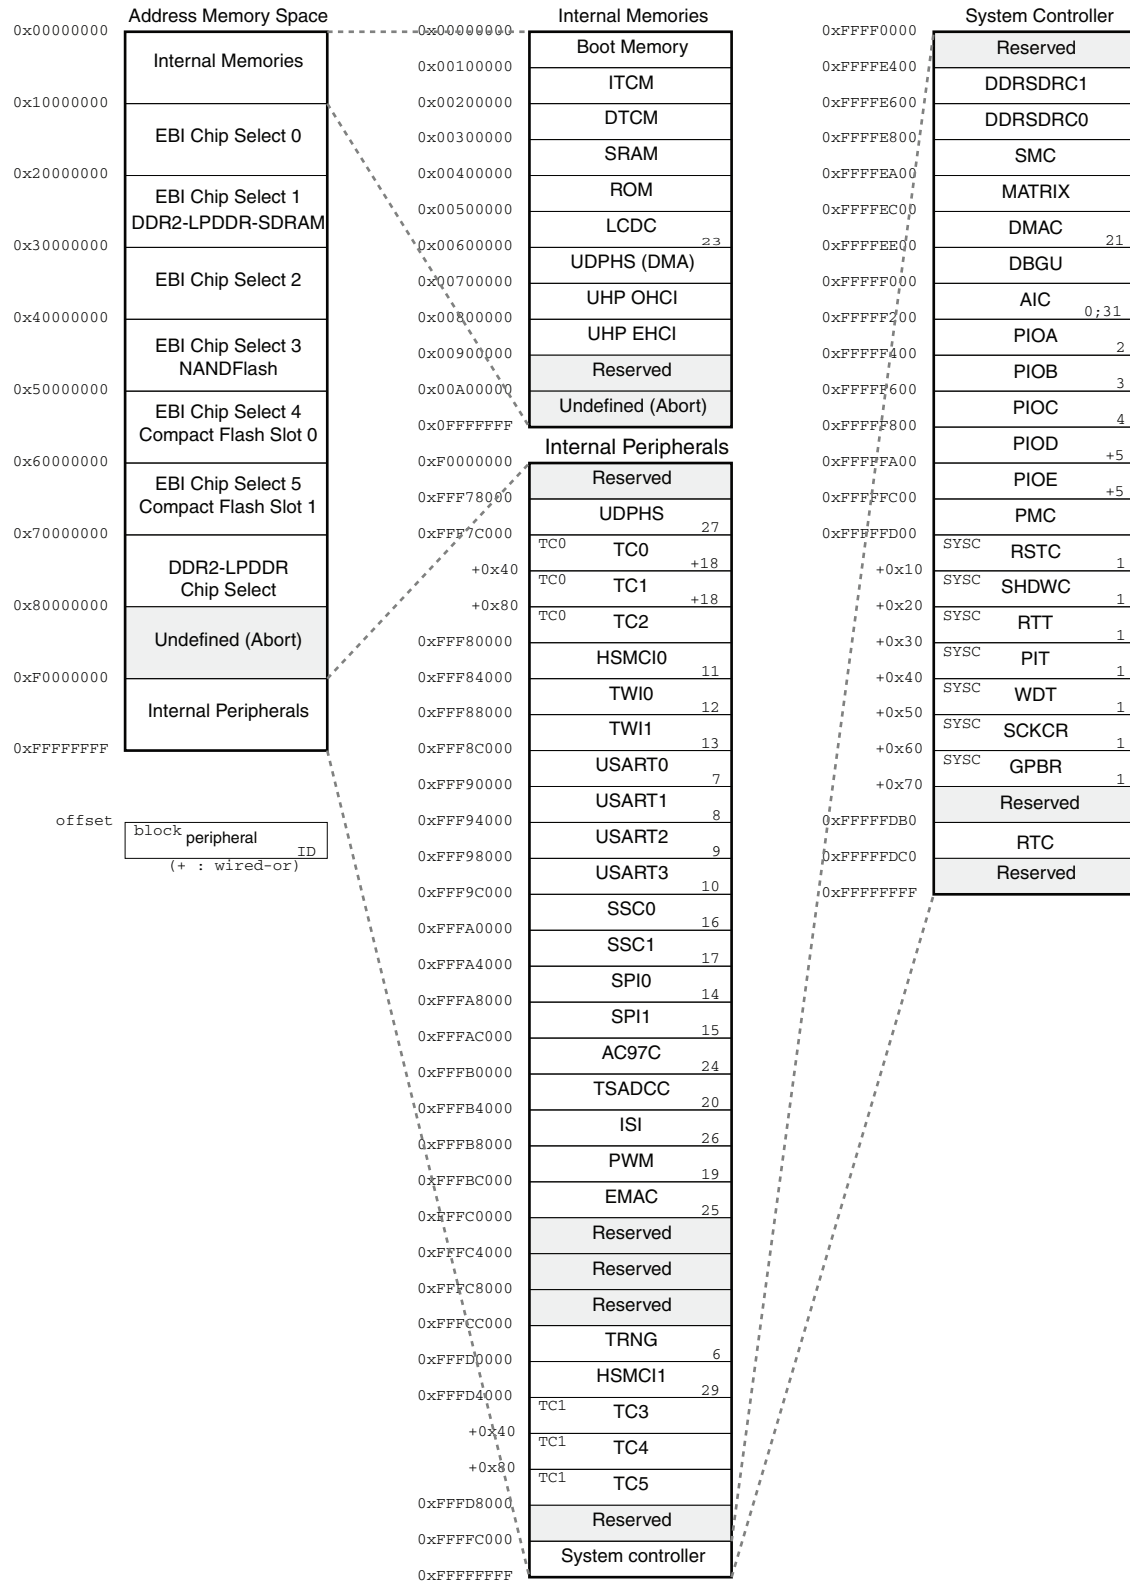 Address Memory Space
0x00000000
Internal Memories
0x10000000
EBI Chip Select 0
0x20000000
EBI Chip Select 1
DDR2-LPDDR-SDRAM
0x30000000
EBI Chip Select 2
0x40000000
EBI Chip Select 3
NANDFlash
0x50000000
EBI Chip Select 4
Compact Flash Slot 0
0x60000000
EBI Chip Select 5
Compact Flash Slot 1
0x70000000
DDR2-LPDDR
Chip Select
0x80000000
Undefined (Abort)
0xF0000000
Internal Peripherals
0xFFFFFFFF
offset
block
peripheral
ID
(+ : wired-or)
Internal Memories
0x00000000
Boot Memory
0x00100000
ITCM
0x00200000
DTCM
0x00300000
SRAM
0x00400000
ROM
0x00500000
LCDC
23
0x00600000
UDPHS (DMA)
0x00700000
UHP OHCI
0x00800000
UHP EHCI
0x00900000
Reserved
0x00A00000
Undefined (Abort)
0x0FFFFFFF
Internal Peripherals
0xF0000000
Reserved
0xFFF78000
UDPHS
27
0xFFF7C000
TC0 TC0
+18
+0x40
TC0 TC1
+18
+0x80
TC0 TC2
0xFFF80000
HSMCI0
11
0xFFF84000
TWI0
12
0xFFF88000
TWI1
13
0xFFF8C000
USART0
7
0xFFF90000
USART1
8
0xFFF94000
USART2
9
0xFFF98000
USART3
10
0xFFF9C000
SSC0
16
0xFFFA0000
SSC1
17
0xFFFA4000
SPI0
14
0xFFFA8000
SPI1
15
0xFFFAC000
AC97C
24
0xFFFB0000
TSADCC
20
0xFFFB4000
ISI
26
0xFFFB8000
PWM
19
0xFFFBC000
EMAC
25
0xFFFC0000
Reserved
0xFFFC4000
Reserved
0xFFFC8000
Reserved
0xFFFCC000
TRNG
6
0xFFFD0000
HSMCI1
29
0xFFFD4000
TC1 TC3
+0x40
TC1 TC4
+0x80
TC1 TC5
0xFFFD8000
Reserved
0xFFFFC000
System controller
0xFFFFFFFF
System Controller
0xFFFF0000
Reserved
0xFFFFE400
DDRSDRC1
0xFFFFE600
DDRSDRC0
0xFFFFE800
SMC
0xFFFFEA00
MATRIX
0xFFFFEC00
DMAC
21
0xFFFFEE00
DBGU
0xFFFFF000
AIC
0;31
0xFFFFF200
PIOA
2
0xFFFFF400
PIOB
3
0xFFFFF600
PIOC
4
0xFFFFF800
PIOD
+5
0xFFFFFA00
PIOE
+5
0xFFFFFC00
PMC
0xFFFFFD00
SYSC RSTC
1
+0x10
SYSC SHDWC
1
+0x20
SYSC RTT
1
+0x30
SYSC PIT
1
+0x40
SYSC WDT
1
+0x50
SYSC SCKCR
1
+0x60
SYSC GPBR
1
+0x70
Reserved
0xFFFFFDB0
RTC
0xFFFFFDC0
Reserved
0xFFFFFFFF